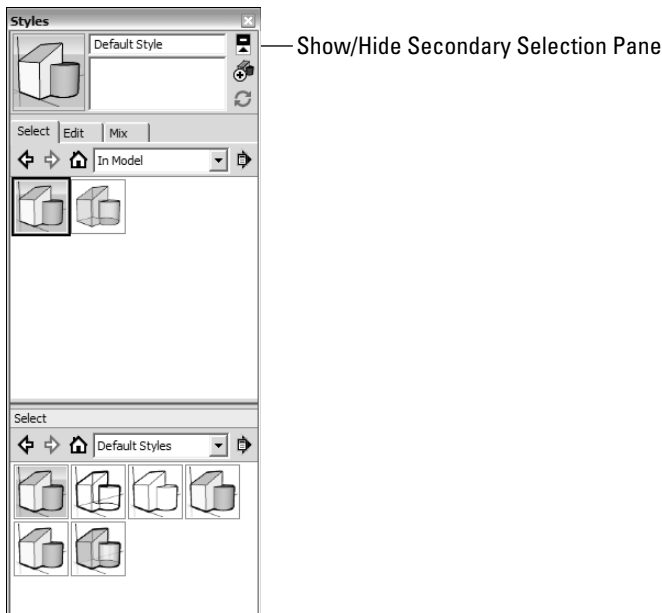 Styles
Default Style
Show/Hide Secondary Selection Pane
Select Edit Mix
In Model
Select
Default Styles